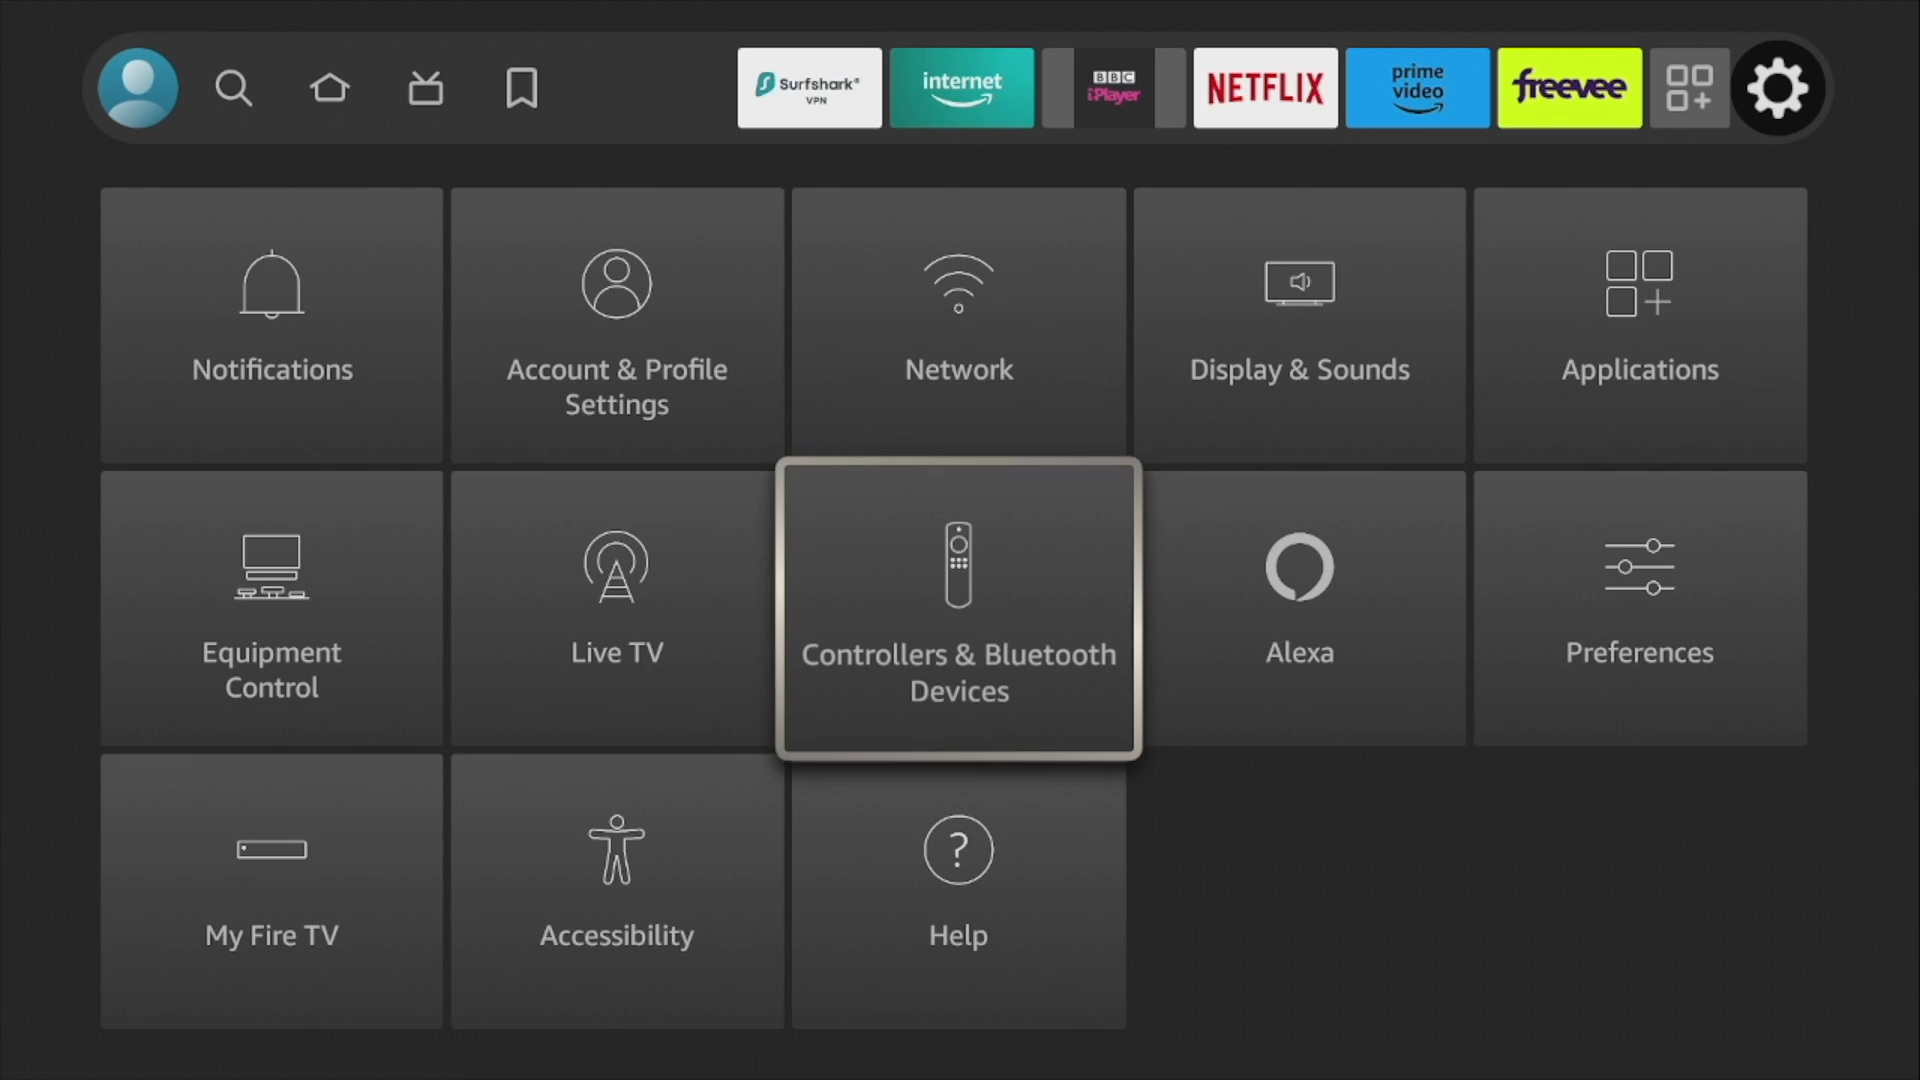 Surfshark®
VPN
internet
BBC
iPlayer
NETFLIX
prime
video
freevee
Notifications
Account & Profile
Settings
Network
Display & Sounds
Applications
Equipment
Control
Live TV
Controllers & Bluetooth
Devices
Alexa
Preferences
My Fire TV
Accessibility
?
Help